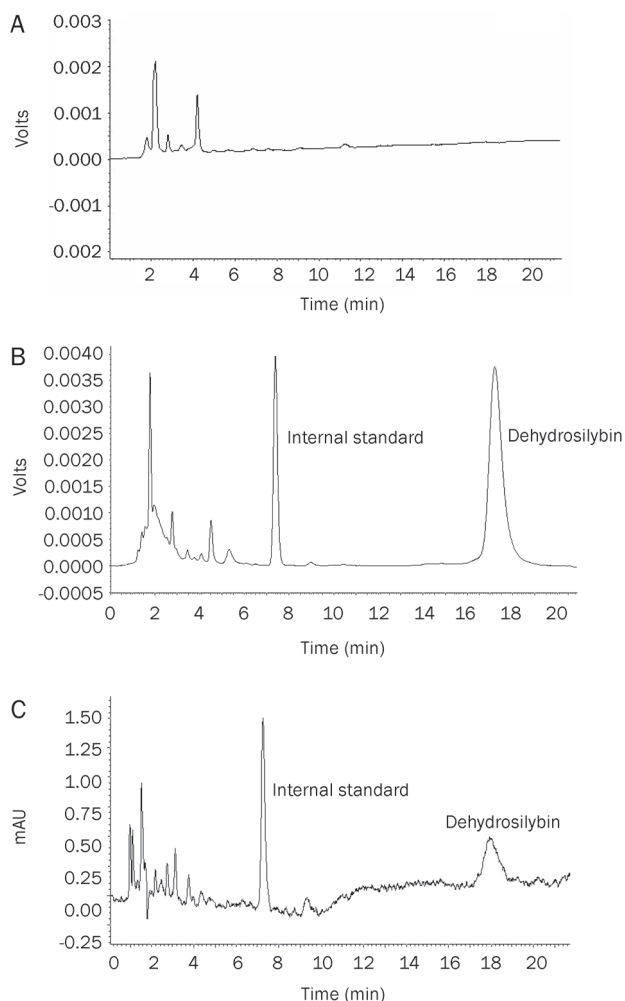 A
0.003
0.002
0.001
0.000
-0.001
0.002
Volts
2 4 6 8 10 12 14 16 18 20
Time (min)
B
0.0040
0.0035
0.0030
0.0025
0.0020
0.0015
0.0010
0.0005
0.0000
-0.0005
Volts
Internal standard
Dehydrosilybin
0 2 4 6 8 10 12 14 16 18 20
Time (min)
C
1.50
1.25
1.00
0.75
0.50
0.25
0.00
-0.25
mAU
Internal standard
Dehydrosilybin
0 2 4 6 8 10 12 14 16 18 20
Time (min)